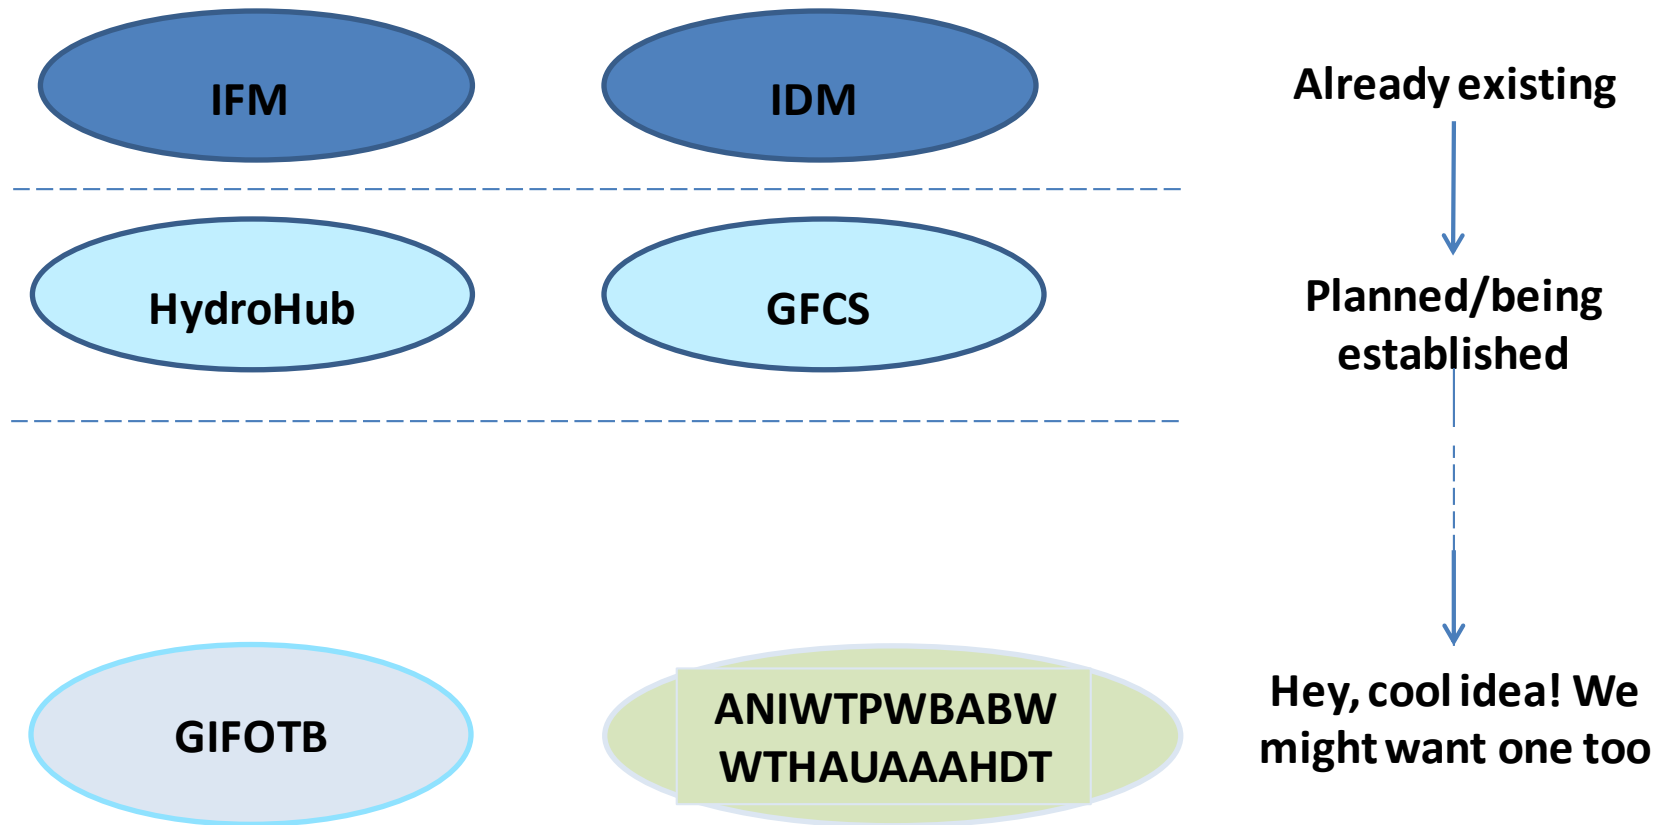 IFM
IDM
Already existing
HydroHub
GFCS
Planned/being
established
GIFOTB
ANIWTPWBABW
WTHAUAAAHDT
Hey, cool idea! We
might want one too